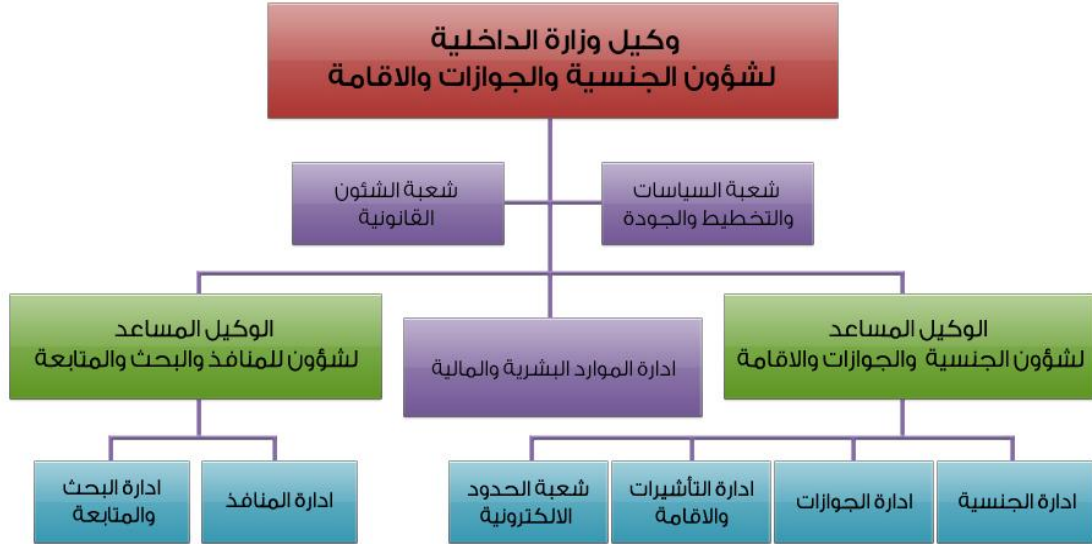 وكيل وزارة الداخلية
لشؤون الجنسية والجوازات والاقامة
شعبة السياسات
والتخطيط والجودة
شعبة الشئون
القانونية
الوكيل المساعد
لشؤون الجنسية والجوازات والاقامة
ادارة الموارد البشرية والمالية
الوكيل المساعد
لشؤون للمنافذ والبحث والمتابعة
ادارة الجنسية
ادارة الجوازات
ادارة التأشيرات
والاقامة
شعبة الحدود
الالكترونية
ادارة المنافذ
ادارة البحث
والمتابعة